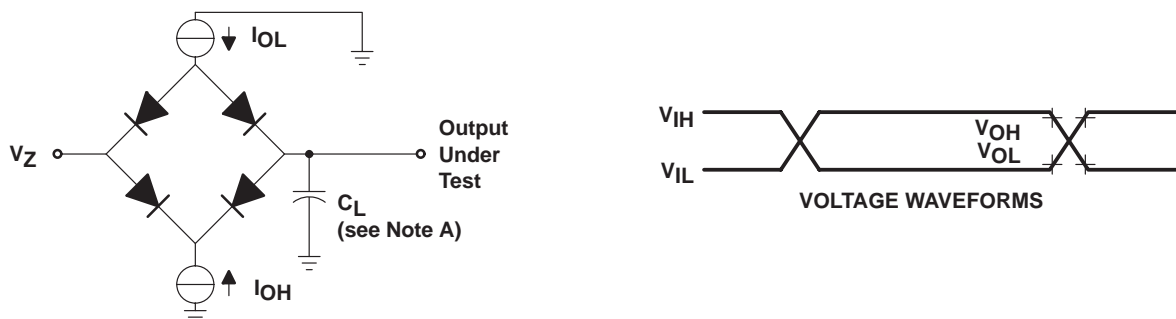 IOL
VZ
Output
Under
Test
CL
(see Note A)
IOH
VIH
VIL
VOH
VOL
VOLTAGE WAVEFORMS